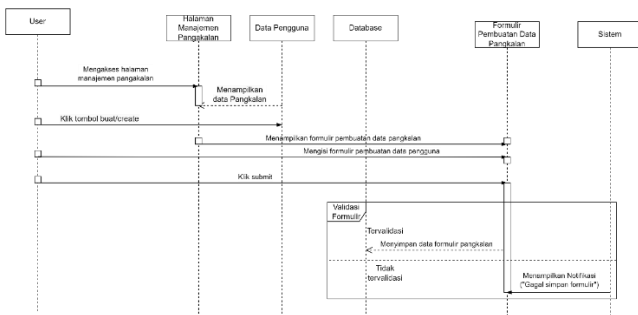 User
Halaman
Manajemen
Pangkalan
Data Pengguna
Database
Formulir
Pembuatan Data
Pangkalan
Sistem
Mengakses halaman
manajemen pangakalan
Menampilkan
data Pangkalan
Klik tombol buat/create
Menampilkan formulir pembuatan data pangkalan
Mengisi formulir pembuatan data pengguna
Klik submit
Validasi
Formulir
Tervalidasi
Menyimpan data formulir pangkalan
Tidak
tervalidasi
Menampilkan Notifikasi
("Gagal simpan formulir")